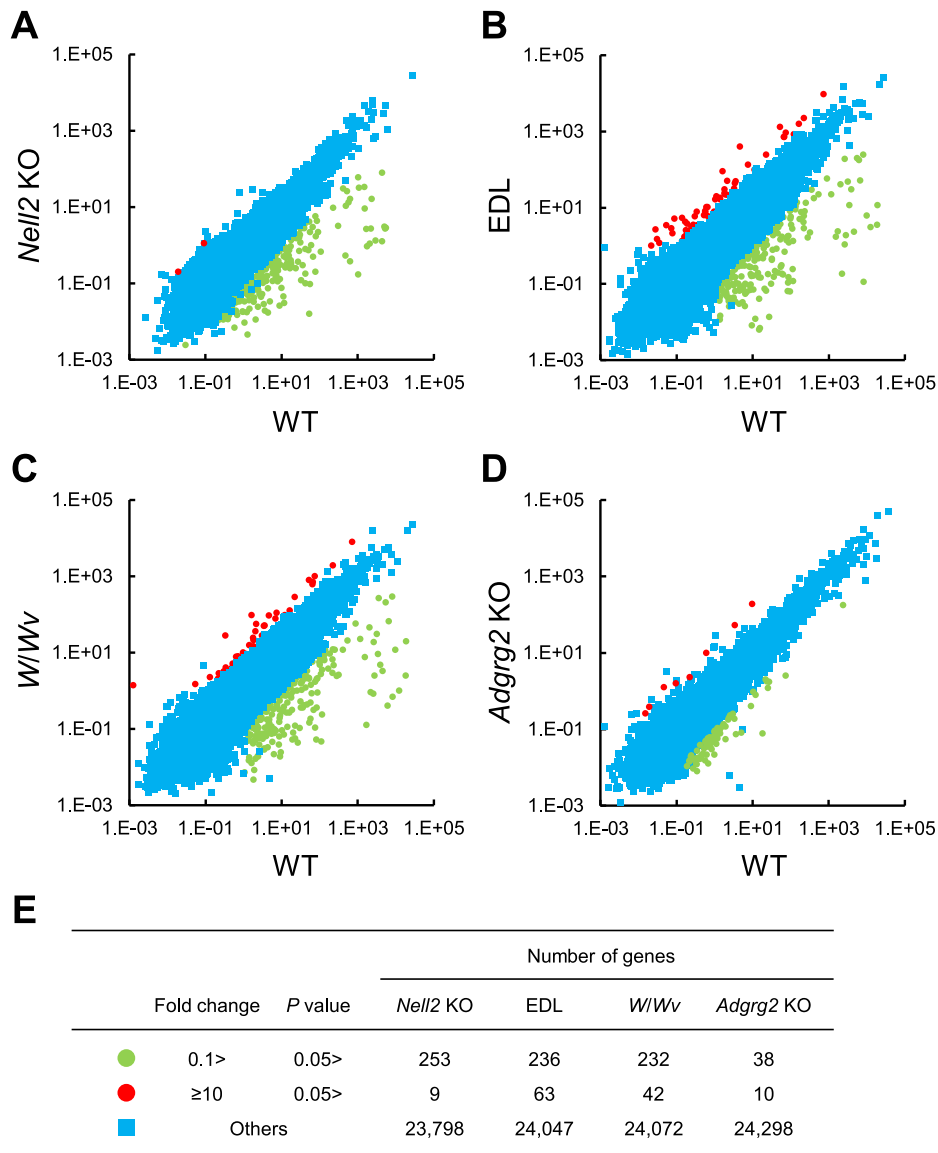 A
B
1.E+05
1.E+03
1.E+01
1.E-01
1.E-03
Nell2 KO
1.E-03 1.E-01 1.E+01 1.E+03 1.E+05
WT
1.E+05
1.E+03
1.E+01
1.E-01
1.E-03
EDL
1.E-03 1.E-01 1.E+01 1.E+03 1.E+05
WT
C
D
1.E+05
1.E+03
1.E+01
1.E-01
1.E-03
W/Wv
1.E-03 1.E-01 1.E+01 1.E+03 1.E+05
WT
1.E+05
1.E+03
1.E+01
1.E-01
1.E-03
Adgrg2 KO
1.E-03 1.E-01 1.E+01 1.E+03 1.E+05
WT
E
Number of genes
Fold change P value Nell2 KO EDL W/Wv Adgrg2 KO
0.1> 0.05> 253 236 232 38
≥10 0.05> 9 63 42 10
Others 23,798 24,047 24,072 24,298